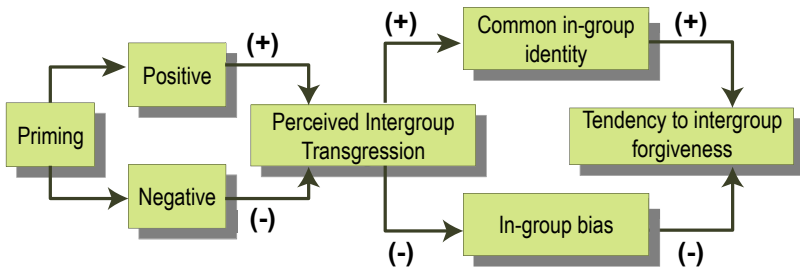 Priming
Positive
(+)
Negative
(-)
Perceived Intergroup
Transgression
(+)
Common in-group
identity
(+)
(-)
In-group bias
(-)
Tendency to intergroup
forgiveness